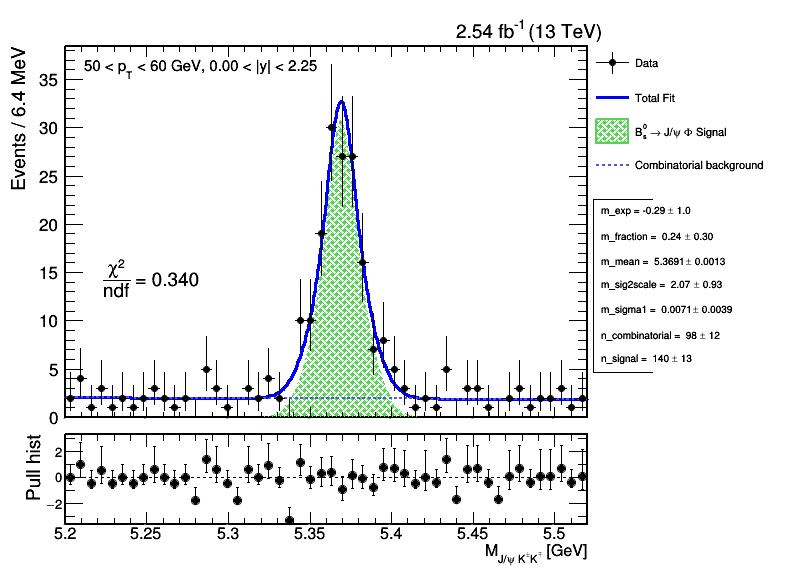 2.54 fb⁻¹ (13 TeV)
50 < p_T < 60 GeV, 0.00 < |y| < 2.25
Events / 6.4 MeV
35
30
25
20
15
10
5
0
χ²/ndf = 0.340
Data
Total Fit
B_s^0 → J/ψ Φ Signal
Combinatorial background
m_exp = -0.29 ± 1.0
m_fraction = 0.24 ± 0.30
m_mean = 5.3691 ± 0.0013
m_sig2scale = 2.07 ± 0.93
m_sigma1 = 0.0071 ± 0.0039
n_combinatorial = 98 ± 12
n_signal = 140 ± 13
Pull hist
2
0
−2
5.2 5.25 5.3 5.35 5.4 5.45 5.5
M_{J/ψ K^±K^∓} [GeV]